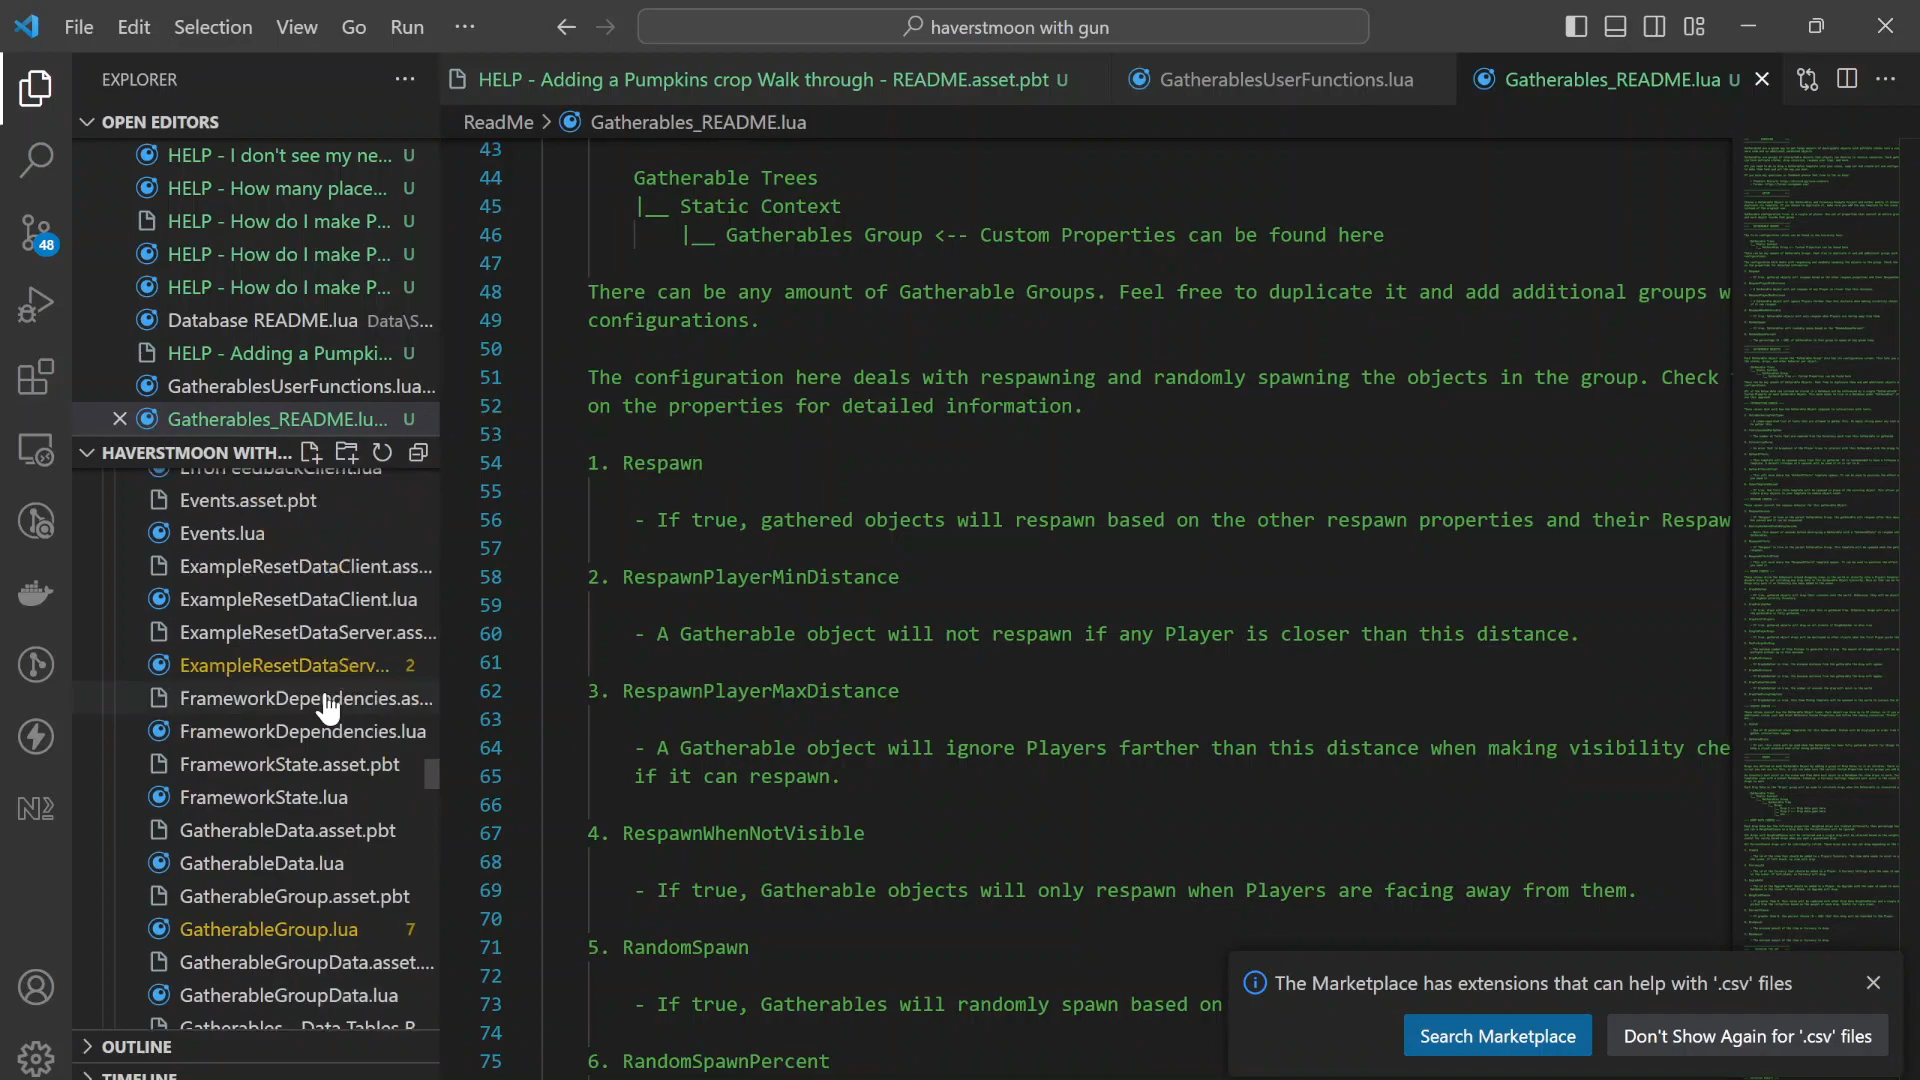 File Edit Selection View Go Run ··· haverstmoon with gun
EXPLORER ···
HELP - Adding a Pumpkins crop Walk through - README.asset.pbt U
GatherablesUserFunctions.lua
Gatherables_README.lua U
OPEN EDITORS
HELP - I don't see my ne... U
HELP - How many place... U
HELP - How do I make P... U
HELP - How do I make P... U
HELP - How do I make P... U
Database README.lua Data\S...
HELP - Adding a Pumpki... U
GatherablesUserFunctions.lua...
Gatherables_README.lu... U
HAVERSTMOON WITH...
Events.asset.pbt
Events.lua
ExampleResetDataClient.ass...
ExampleResetDataClient.lua
ExampleResetDataServer.ass...
ExampleResetDataServ... 2
FrameworkDependencies.as...
FrameworkDependencies.lua
FrameworkState.asset.pbt
FrameworkState.lua
GatherableData.asset.pbt
GatherableData.lua
GatherableGroup.asset.pbt
GatherableGroup.lua 7
GatherableGroupData.asset....
GatherableGroupData.lua
OUTLINE
TIMELINE
48
ReadMe > Gatherables_README.lua
43
44 Gatherable Trees
45 |__ Static Context
46 |__ Gatherables Group <-- Custom Properties can be found here
47
48 There can be any amount of Gatherable Groups. Feel free to duplicate it and add additional groups w
49 configurations.
50
51 The configuration here deals with respawning and randomly spawning the objects in the group. Check
52 on the properties for detailed information.
53
54 1. Respawn
55
56 - If true, gathered objects will respawn based on the other respawn properties and their Respaw
57
58 2. RespawnPlayerMinDistance
59
60 - A Gatherable object will not respawn if any Player is closer than this distance.
61
62 3. RespawnPlayerMaxDistance
63
64 - A Gatherable object will ignore Players farther than this distance when making visibility che
65 if it can respawn.
66
67 4. RespawnWhenNotVisible
68
69 - If true, Gatherable objects will only respawn when Players are facing away from them.
70
71 5. RandomSpawn
72
73 - If true, Gatherables will randomly spawn based on
74
75 6. RandomSpawnPercent
The Marketplace has extensions that can help with '.csv' files
Search Marketplace
Don't Show Again for '.csv' files